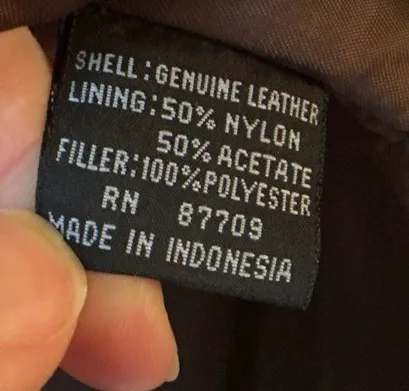 SHELL: GENUINE LEATHER
LINING: 50% NYLON
50% ACETATE
FILLER: 100% POLYESTER
RN 87709
MADE IN INDONESIA